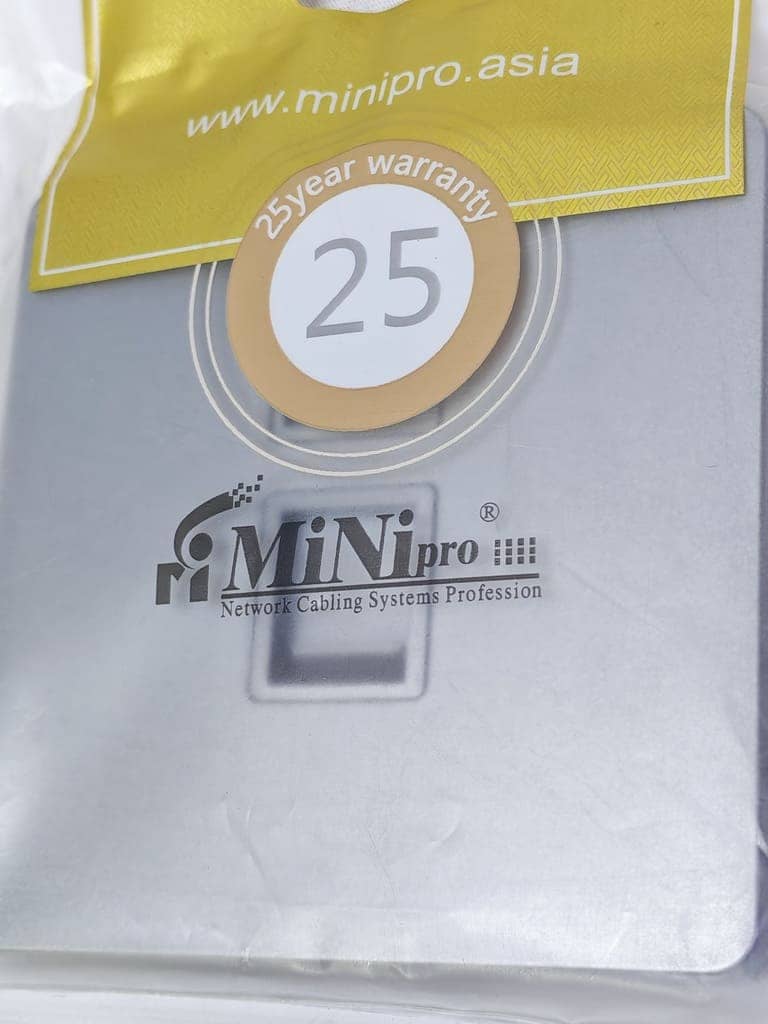 www.minipro.asia
25year warranty
25
MiNipro ®
Network Cabling Systems Profession